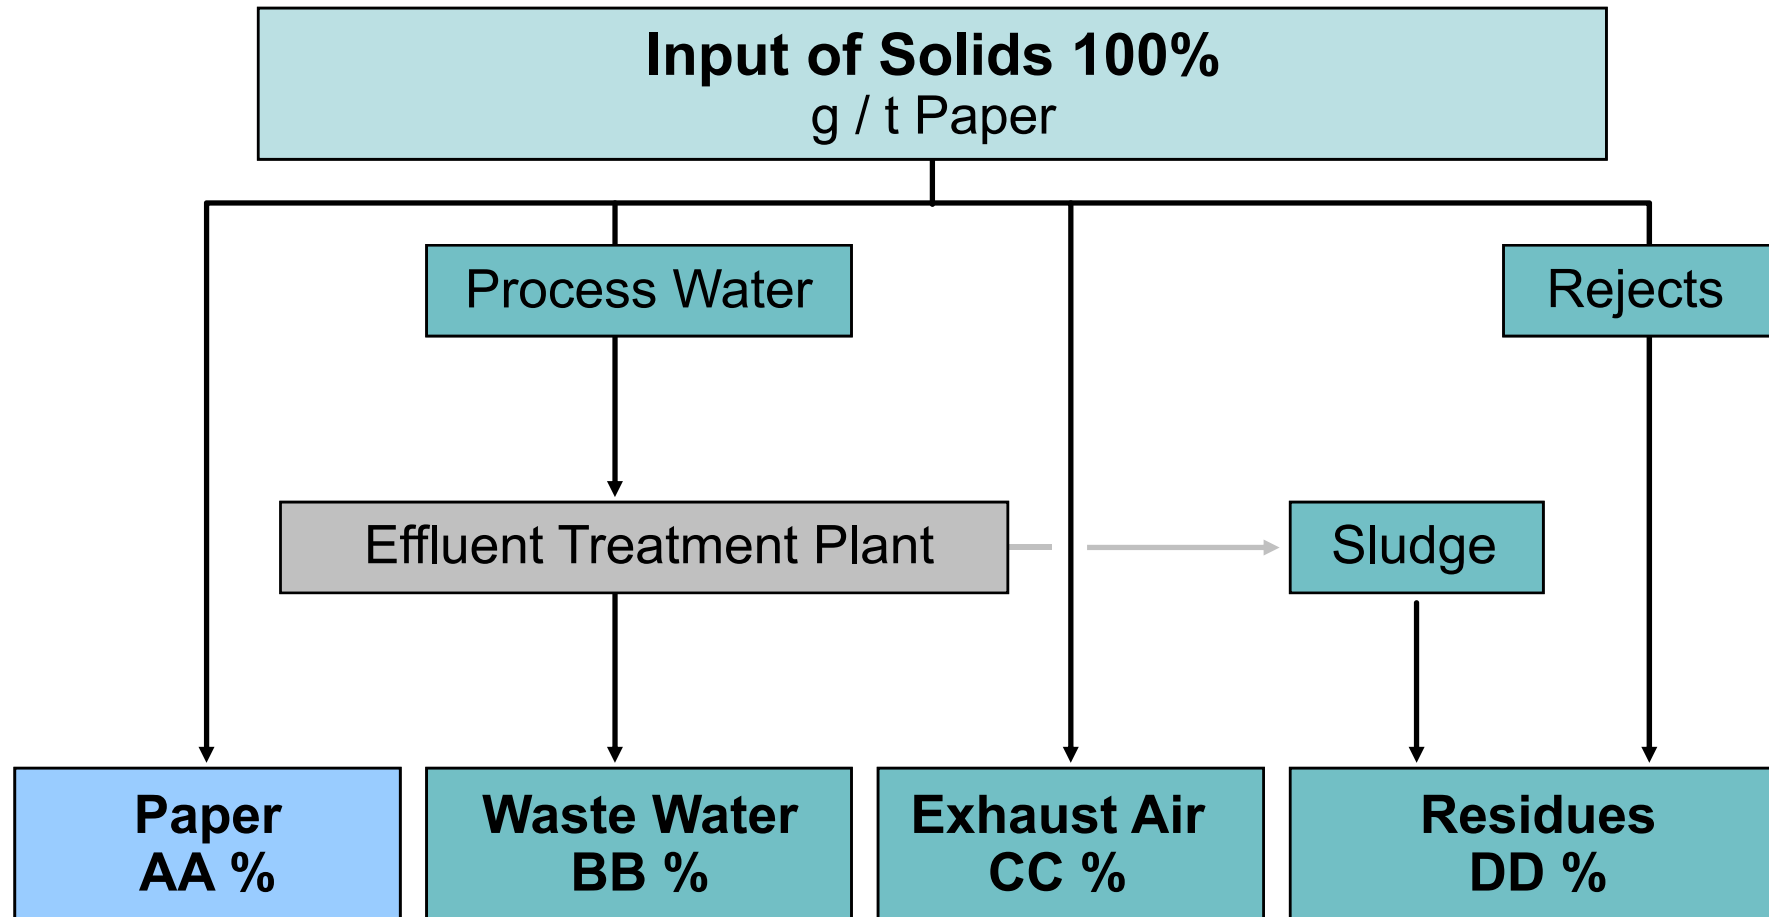 Input of Solids 100%
g / t Paper
Process Water
Rejects
Effluent Treatment Plant
Sludge
Paper
AA %
Waste Water
BB %
Exhaust Air
CC %
Residues
DD %